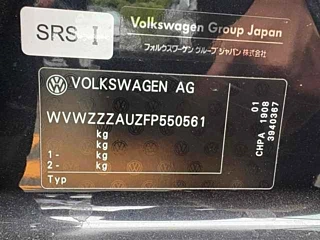 SRS I
Volkswagen Group Japan
フォルクスワーゲン グループ ジャパン 株式会社
VOLKSWAGEN AG
WVWZZZAUZFP550561
kg
kg
1 - kg
2 - kg
Typ
01
CHPA 1908
3940367